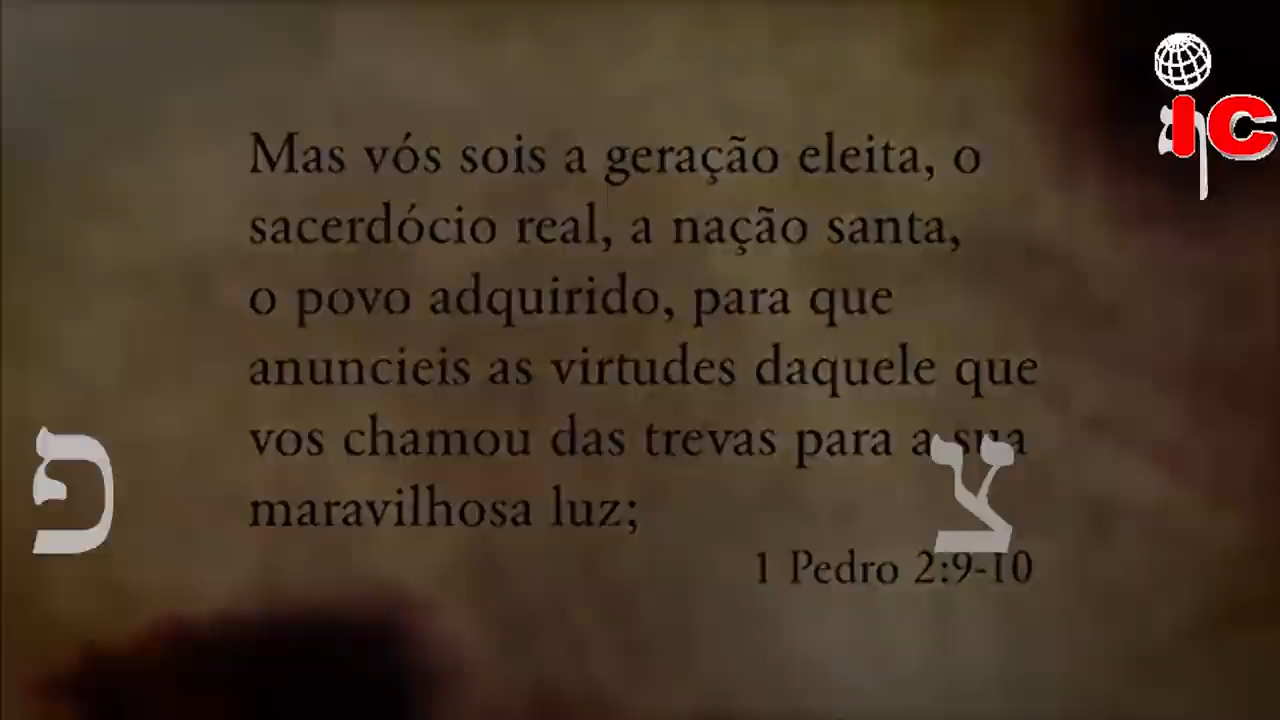 IC
ק
Mas vós sois a geração eleita, o
sacerdócio real, a nação santa,
o povo adquirido, para que
anuncieis as virtudes daquele que
vos chamou das trevas para a sua
maravilhosa luz;
1 Pedro 2:9-10
פ
צ